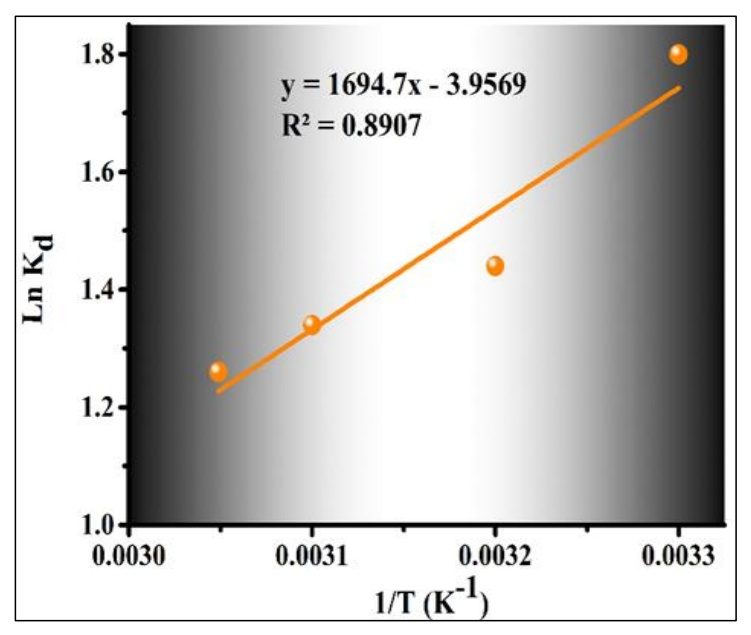 y = 1694.7x - 3.9569
R² = 0.8907
Ln K_d
1.8
1.6
1.4
1.2
1.0
0.0030 0.0031 0.0032 0.0033
1/T (K⁻¹)